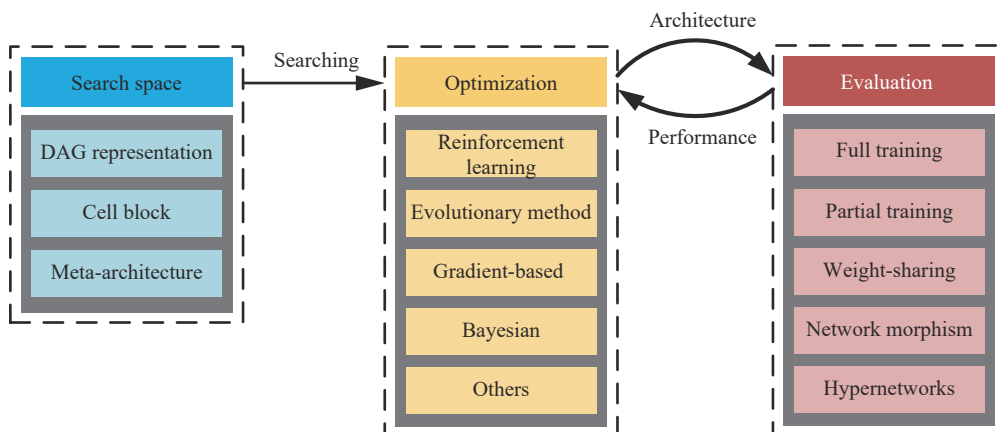 Search space
DAG representation
Cell block
Meta-architecture
Searching
Optimization
Reinforcement
learning
Evolutionary method
Gradient-based
Bayesian
Others
Architecture
Performance
Evaluation
Full training
Partial training
Weight-sharing
Network morphism
Hypernetworks